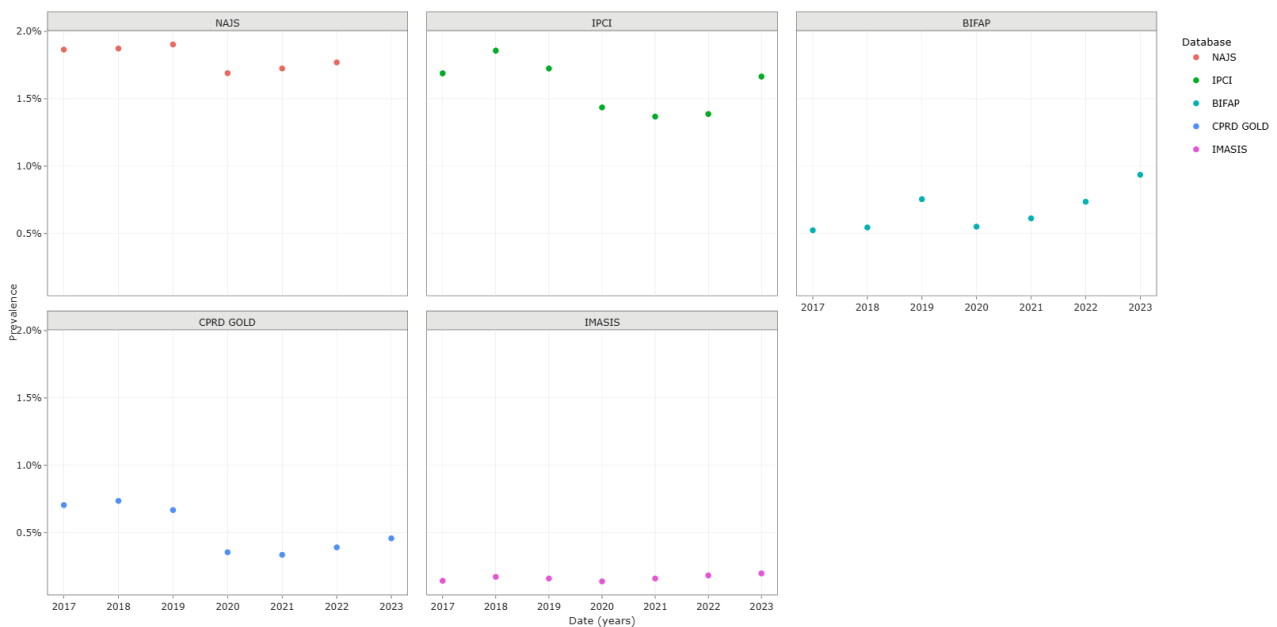 NAJS
IPCI
BIFAP
2.0%
1.5%
1.0%
0.5%
Database
NAJS
IPCI
BIFAP
CPRD GOLD
IMASIS
2017 2018 2019 2020 2021 2022 2023
Prevalence
CPRD GOLD
IMASIS
2.0%
1.5%
1.0%
0.5%
2017 2018 2019 2020 2021 2022 2023
2017 2018 2019 2020 2021 2022 2023
Date (years)